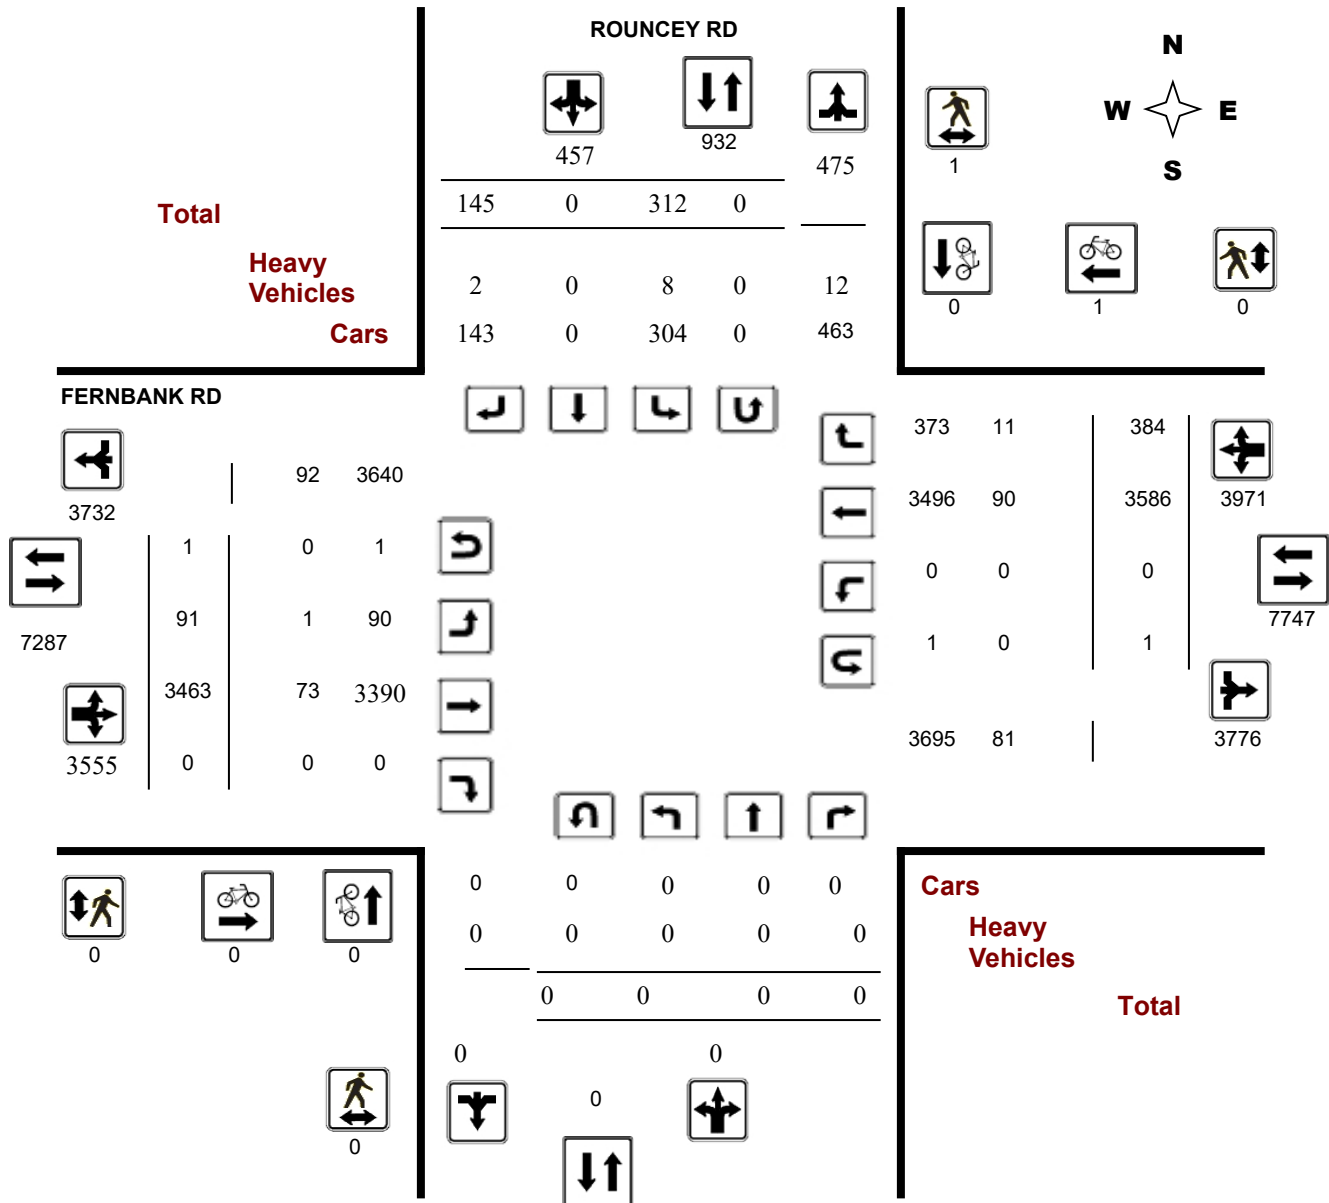 ROUNCEY RD
N
W E
S
457 932 475 1
Total 145 0 312 0
Heavy
Vehicles 2 0 8 0 12
0 1 0
Cars 143 0 304 0 463
FERNBANK RD
373 11 384
92 3640
3732 3496 90 3586 3971
1 0 1
0 0 0
91 1 90
7287 7747
1 0 1
3463 73 3390
3695 81 3776
3555 0 0 0
0 0 0 0 0 Cars
0 0 0 0 0 Heavy
Vehicles
0 0 0
0 0 0 0 Total
0 0
0
0